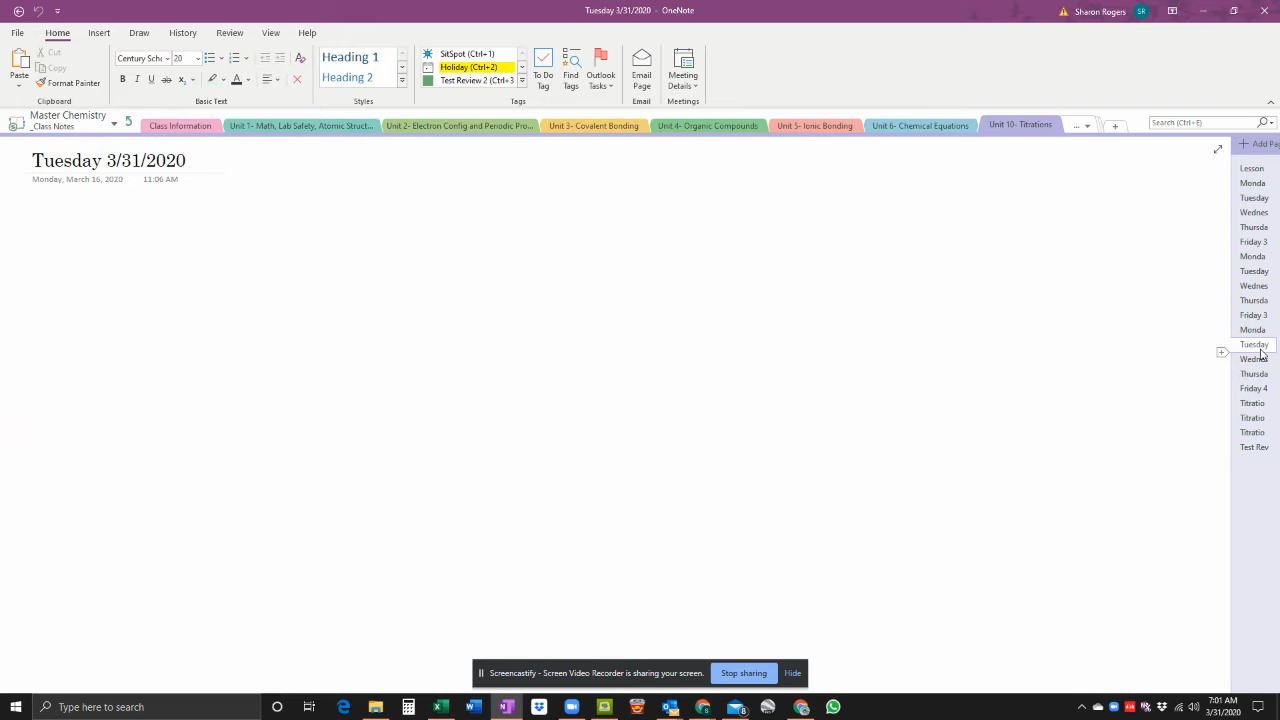 Tuesday 3/31/2020 - OneNote
Sharon Rogers
SR
File
Home
Insert
Draw
History
Review
View
Help
Paste
Cut
Copy
Format Painter
Clipboard
Century Schr
20
B I U ab x₂
A
Basic Text
Heading 1
Heading 2
Styles
SitSpot (Ctrl+1)
Holiday (Ctrl+2)
Test Review 2 (Ctrl+3
To Do
Tag
Find
Tags
Outlook
Tasks
Tags
Email
Page
Email
Meeting
Details
Meetings
Master Chemistry
_Class Notes
Class Information
Unit 1- Math, Lab Safety, Atomic Struct...
Unit 2- Electron Config and Periodic Pro...
Unit 3- Covalent Bonding
Unit 4- Organic Compounds
Unit 5- Ionic Bonding
Unit 6- Chemical Equations
Unit 10- Titrations
...
Search (Ctrl+E)
Tuesday 3/31/2020
Monday, March 16, 2020 11:06 AM
Add Pag
Lesson
Monda
Tuesday
Wednes
Thursda
Friday 3
Monda
Tuesday
Wednes
Thursda
Friday 3
Monda
Tuesday
Wednes
Thursda
Friday 4
Titratio
Titratio
Titratio
Test Rev
Screencastify - Screen Video Recorder is sharing your screen.
Stop sharing
Hide
Type here to search
7:01 AM
3/31/2020